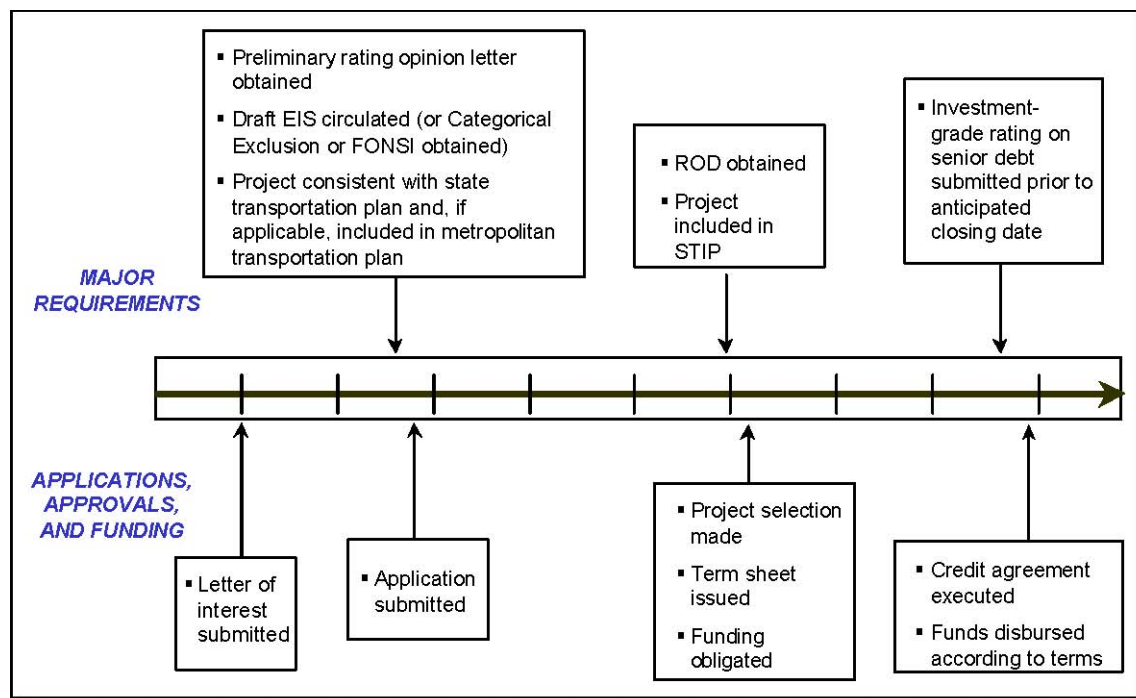 ▪ Preliminary rating opinion letter
obtained
▪ Draft EIS circulated (or Categorical
Exclusion or FONSI obtained)
▪ Project consistent with state
transportation plan and, if
applicable, included in metropolitan
transportation plan
▪ ROD obtained
▪ Project
included in
STIP
▪ Investment-
grade rating on
senior debt
submitted prior to
anticipated
closing date
MAJOR
REQUIREMENTS
APPLICATIONS,
APPROVALS,
AND FUNDING
▪ Letter of
interest
submitted
▪ Application
submitted
▪ Project selection
made
▪ Term sheet
issued
▪ Funding
obligated
▪ Credit agreement
executed
▪ Funds disbursed
according to terms